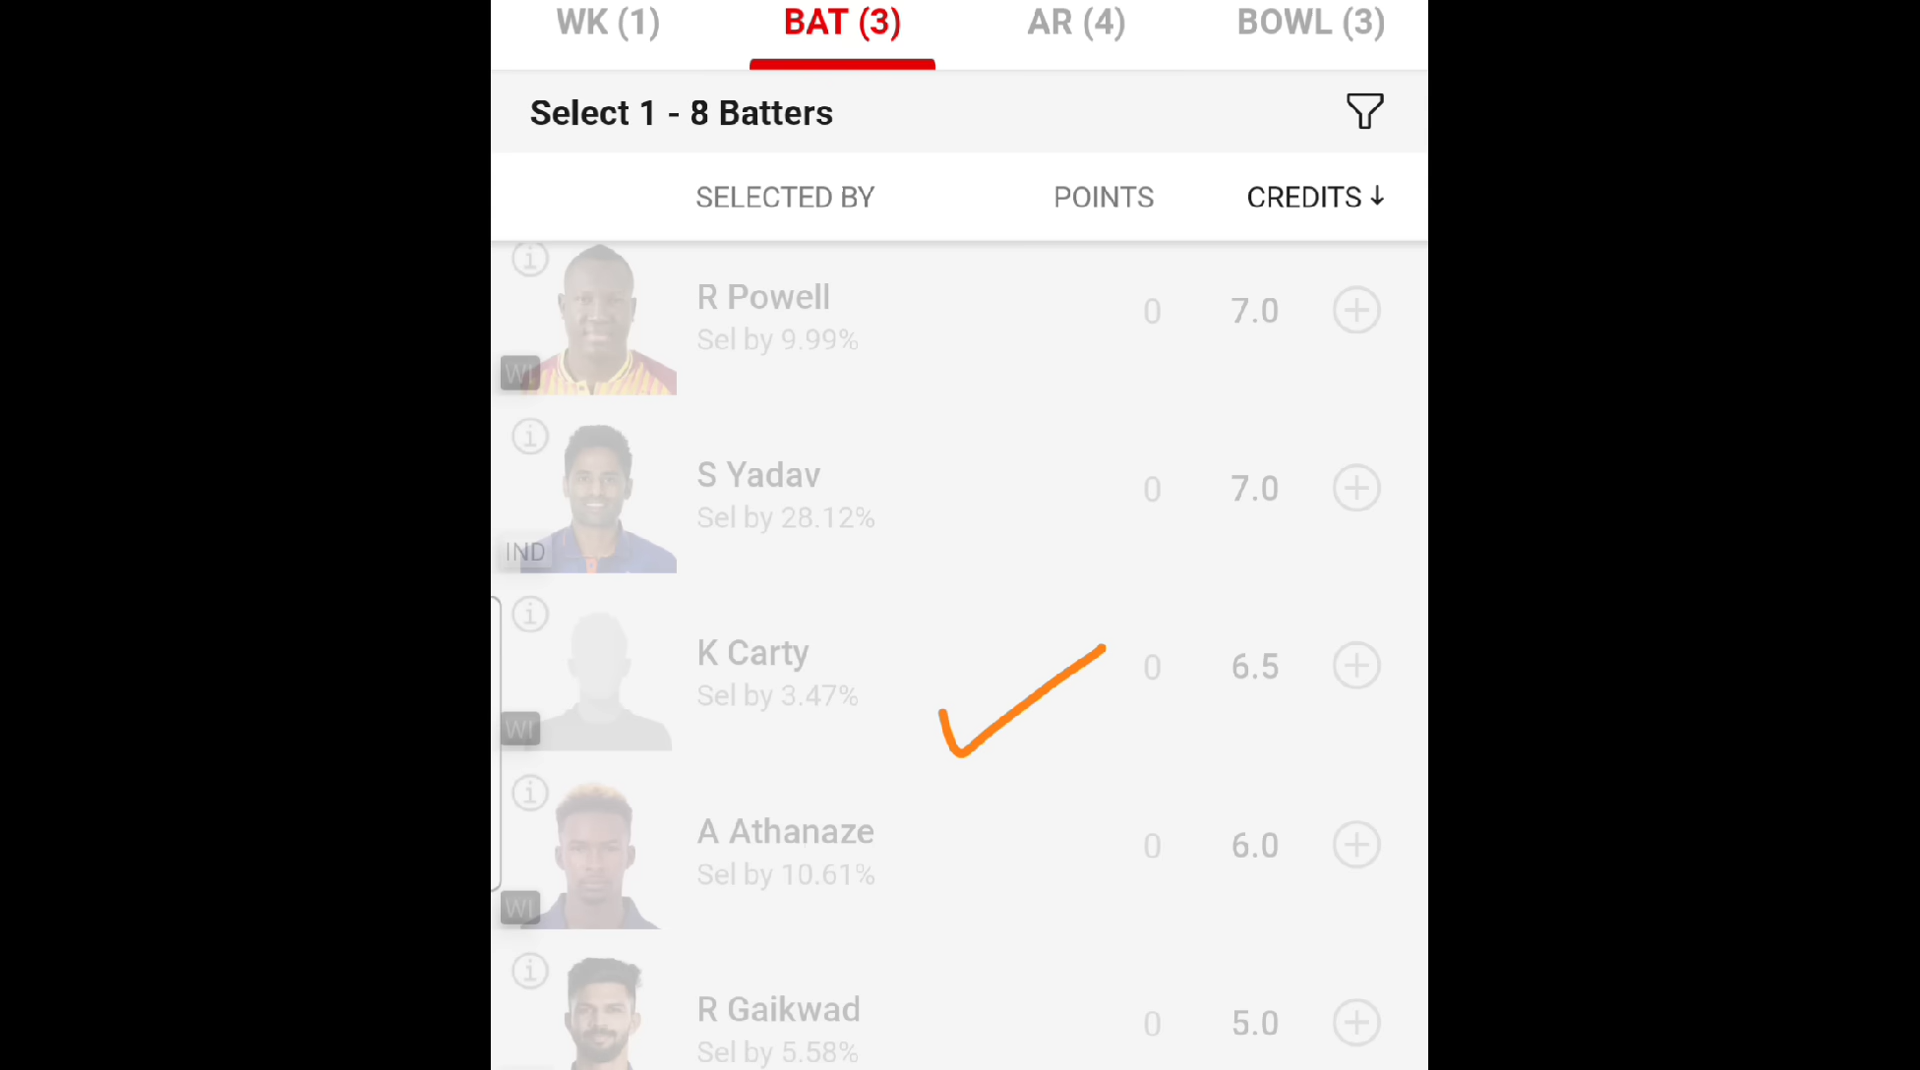 WK (1) BAT (3) AR (4) BOWL (3)
Select 1 - 8 Batters
SELECTED BY POINTS CREDITS ↓
R Powell 0 7.0
Sel by 9.99%
WI
S Yadav 0 7.0
Sel by 28.12%
IND
K Carty 0 6.5
Sel by 3.47%
WI
A Athanaze 0 6.0
Sel by 10.61%
WI
R Gaikwad 0 5.0
Sel by 5.58%